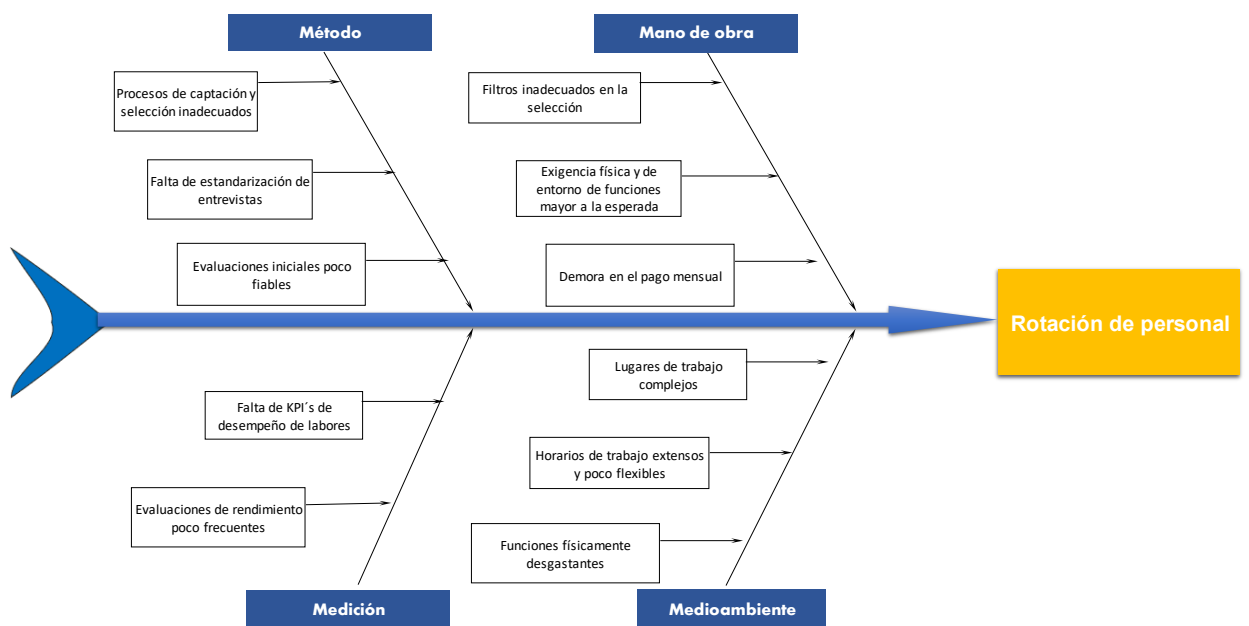 Método
Procesos de captación y
selección inadecuados
Falta de estandarización de
entrevistas
Evaluaciones iniciales poco
fiables
Mano de obra
Filtros inadecuados en la
selección
Exigencia física y de
entorno de funciones
mayor a la esperada
Demora en el pago mensual
Rotación de personal
Falta de KPI´s de
desempeño de labores
Evaluaciones de rendimiento
poco frecuentes
Medición
Lugares de trabajo
complejos
Horarios de trabajo extensos
y poco flexibles
Funciones físicamente
desgastantes
Medioambiente